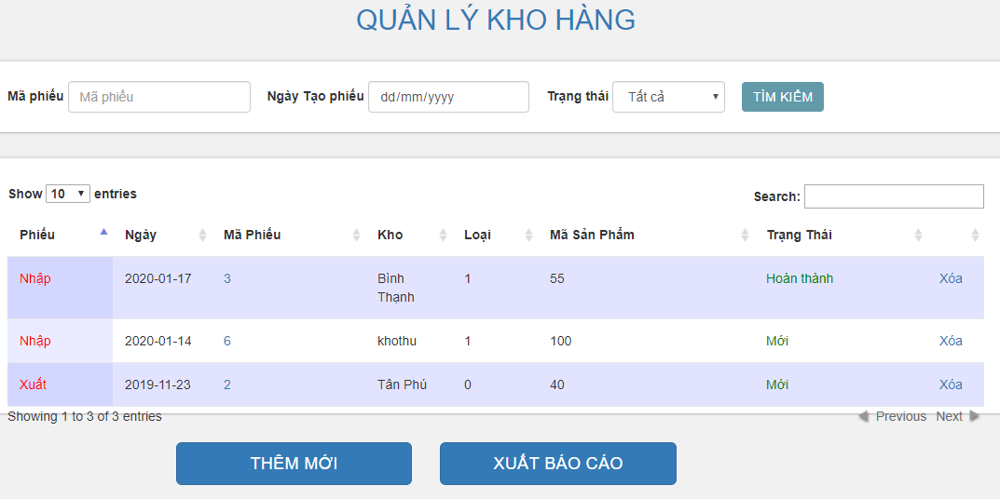 QUẢN LÝ KHO HÀNG
Mã phiếu Mã phiếu Ngày Tạo phiếu dd/mm/yyyy Trạng thái Tất cả TÌM KIẾM
Show 10 entries Search:
Phiếu Ngày Mã Phiếu Kho Loại Mã Sản Phẩm Trạng Thái
Nhập 2020-01-17 3 Bình Thạnh 1 55 Hoàn thành Xóa
Nhập 2020-01-14 6 khothu 1 100 Mới Xóa
Xuất 2019-11-23 2 Tân Phú 0 40 Mới Xóa
Showing 1 to 3 of 3 entries Previous Next
THÊM MỚI XUẤT BÁO CÁO